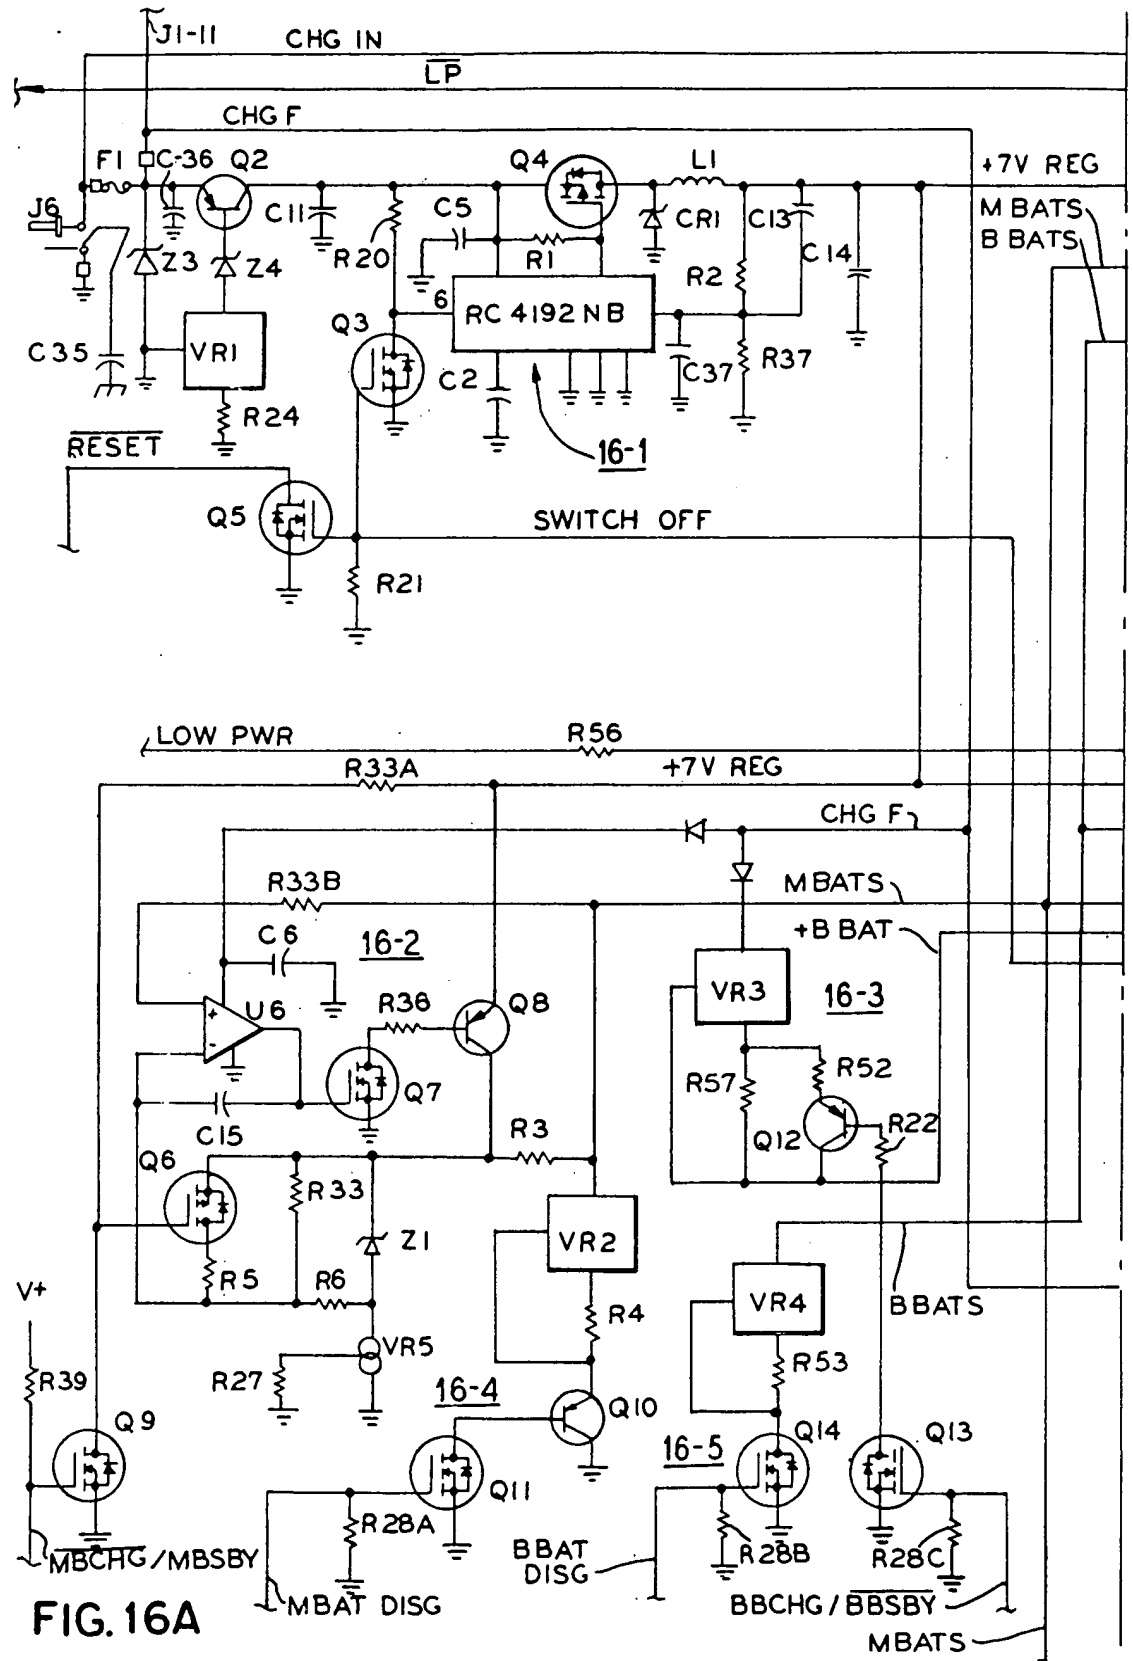 J1-11
CHG IN
LP
CHG F
F1
C-36
Q2
Q4
L1
+7V REG
M BATS
B BATS
J6
C11
C5
CR1
C13
R20
R1
C14
Z3
Z4
R2
6
RC 4192 NB
Q3
VR1
C35
C2
C37
R37
R24
16-1
RESET
Q5
SWITCH OFF
R21
LOW PWR
R56
R33A
+7V REG
CHG F
R33B
M BATS
C6
16-2
+B BAT
U6
+
-
R38
Q8
VR3
16-3
Q7
R57
R52
C15
R3
Q12
R22
Q6
R33
Z1
VR2
R5
R6
VR4
B BATS
V+
R4
VR5
R53
R39
R27
16-4
Q10
Q9
Q14
Q13
16-5
Q11
R28A
R28B
R28C
MBCHG/MBSBY
BBAT
DISG
MBAT DISG
BBCHG/BBSBY
FIG. 16A
MBATS